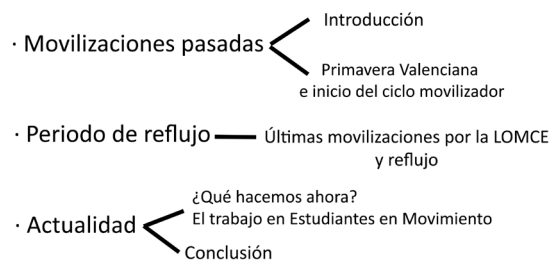 Introducción
· Movilizaciones pasadas
Primavera Valenciana
e inicio del ciclo movilizador
· Periodo de reflujo
Últimas movilizaciones por la LOMCE
y reflujo
¿Qué hacemos ahora?
El trabajo en Estudiantes en Movimiento
· Actualidad
Conclusión